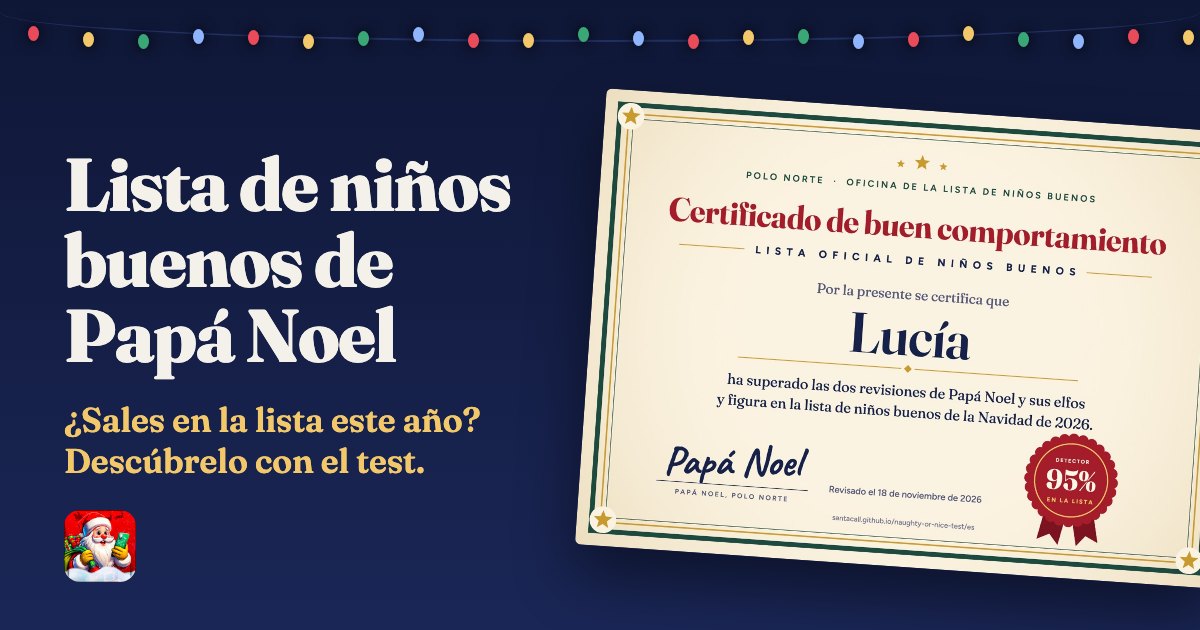 Lista de niños
buenos de
Papá Noel
¿Sales en la lista este año?
Descúbrelo con el test.
POLO NORTE · OFICINA DE LA LISTA DE NIÑOS BUENOS
Certificado de buen comportamiento
LISTA OFICIAL DE NIÑOS BUENOS
Por la presente se certifica que
Lucía
ha superado las dos revisiones de Papá Noel y sus elfos
y figura en la lista de niños buenos de la Navidad de 2026.
Papá Noel
PAPÁ NOEL, POLO NORTE
Revisado el 18 de noviembre de 2026
santacall.github.io/naughty-or-nice-test/es
DETECTOR
95%
EN LA LISTA